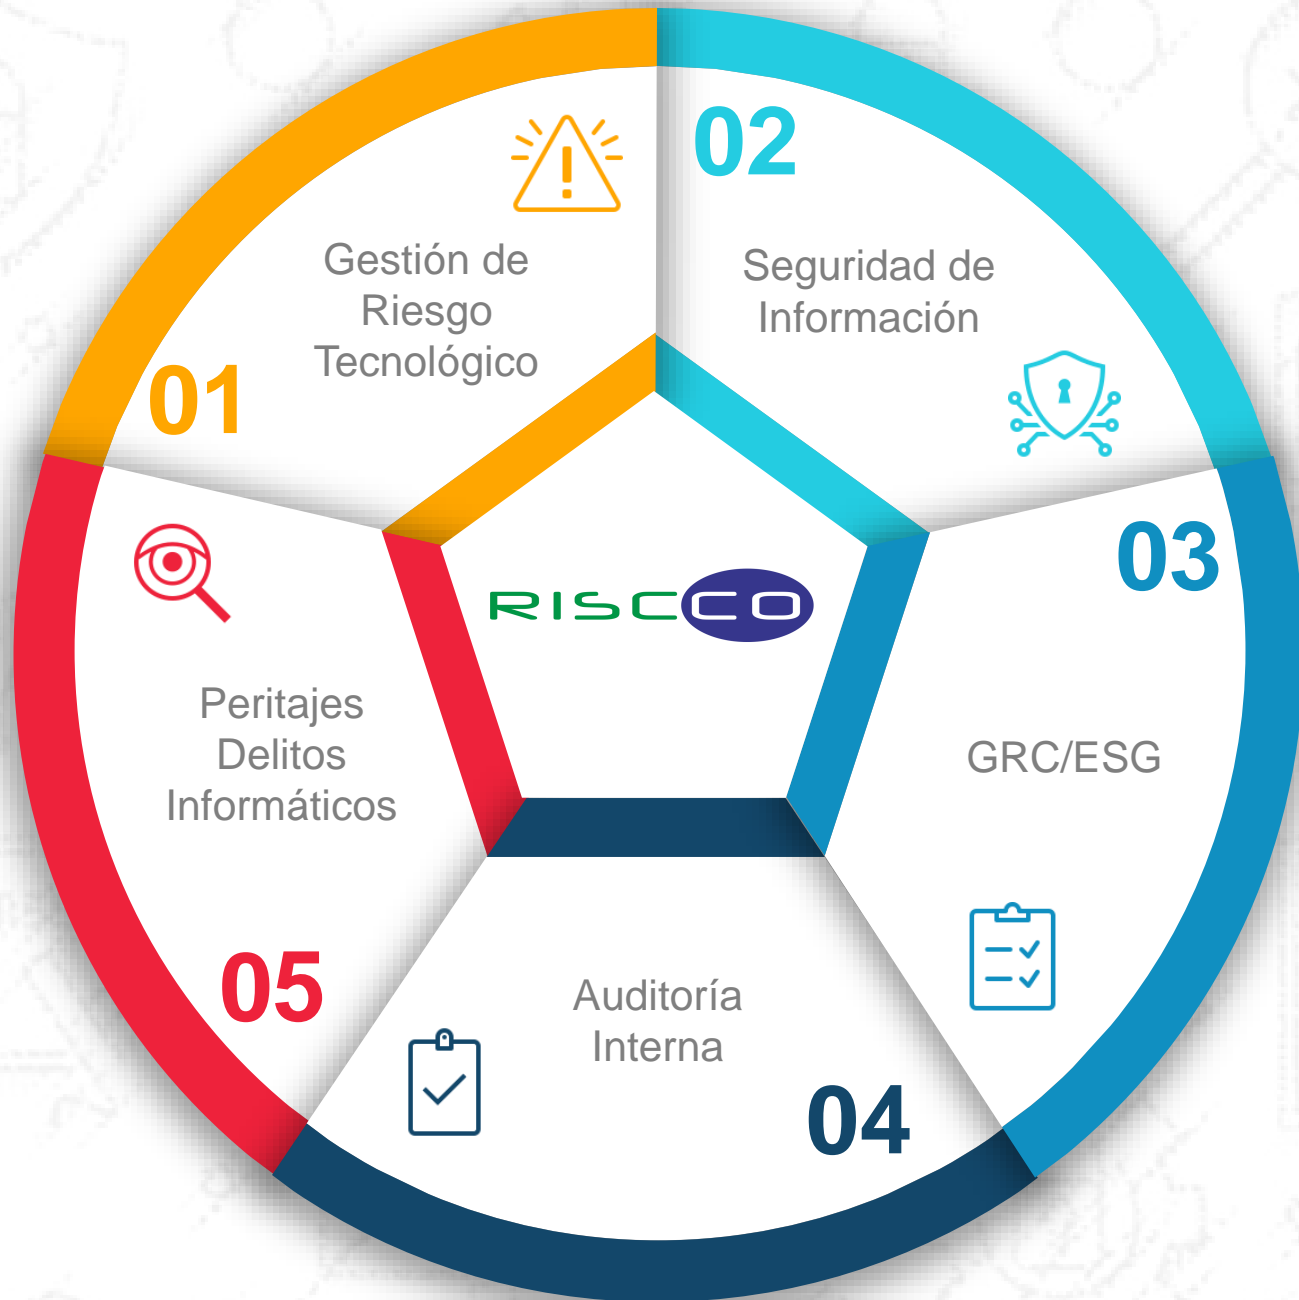 01
Gestión de
Riesgo
Tecnológico
02
Seguridad de
Información
03
GRC/ESG
04
Auditoría
Interna
05
Peritajes
Delitos
Informáticos
RISCCO